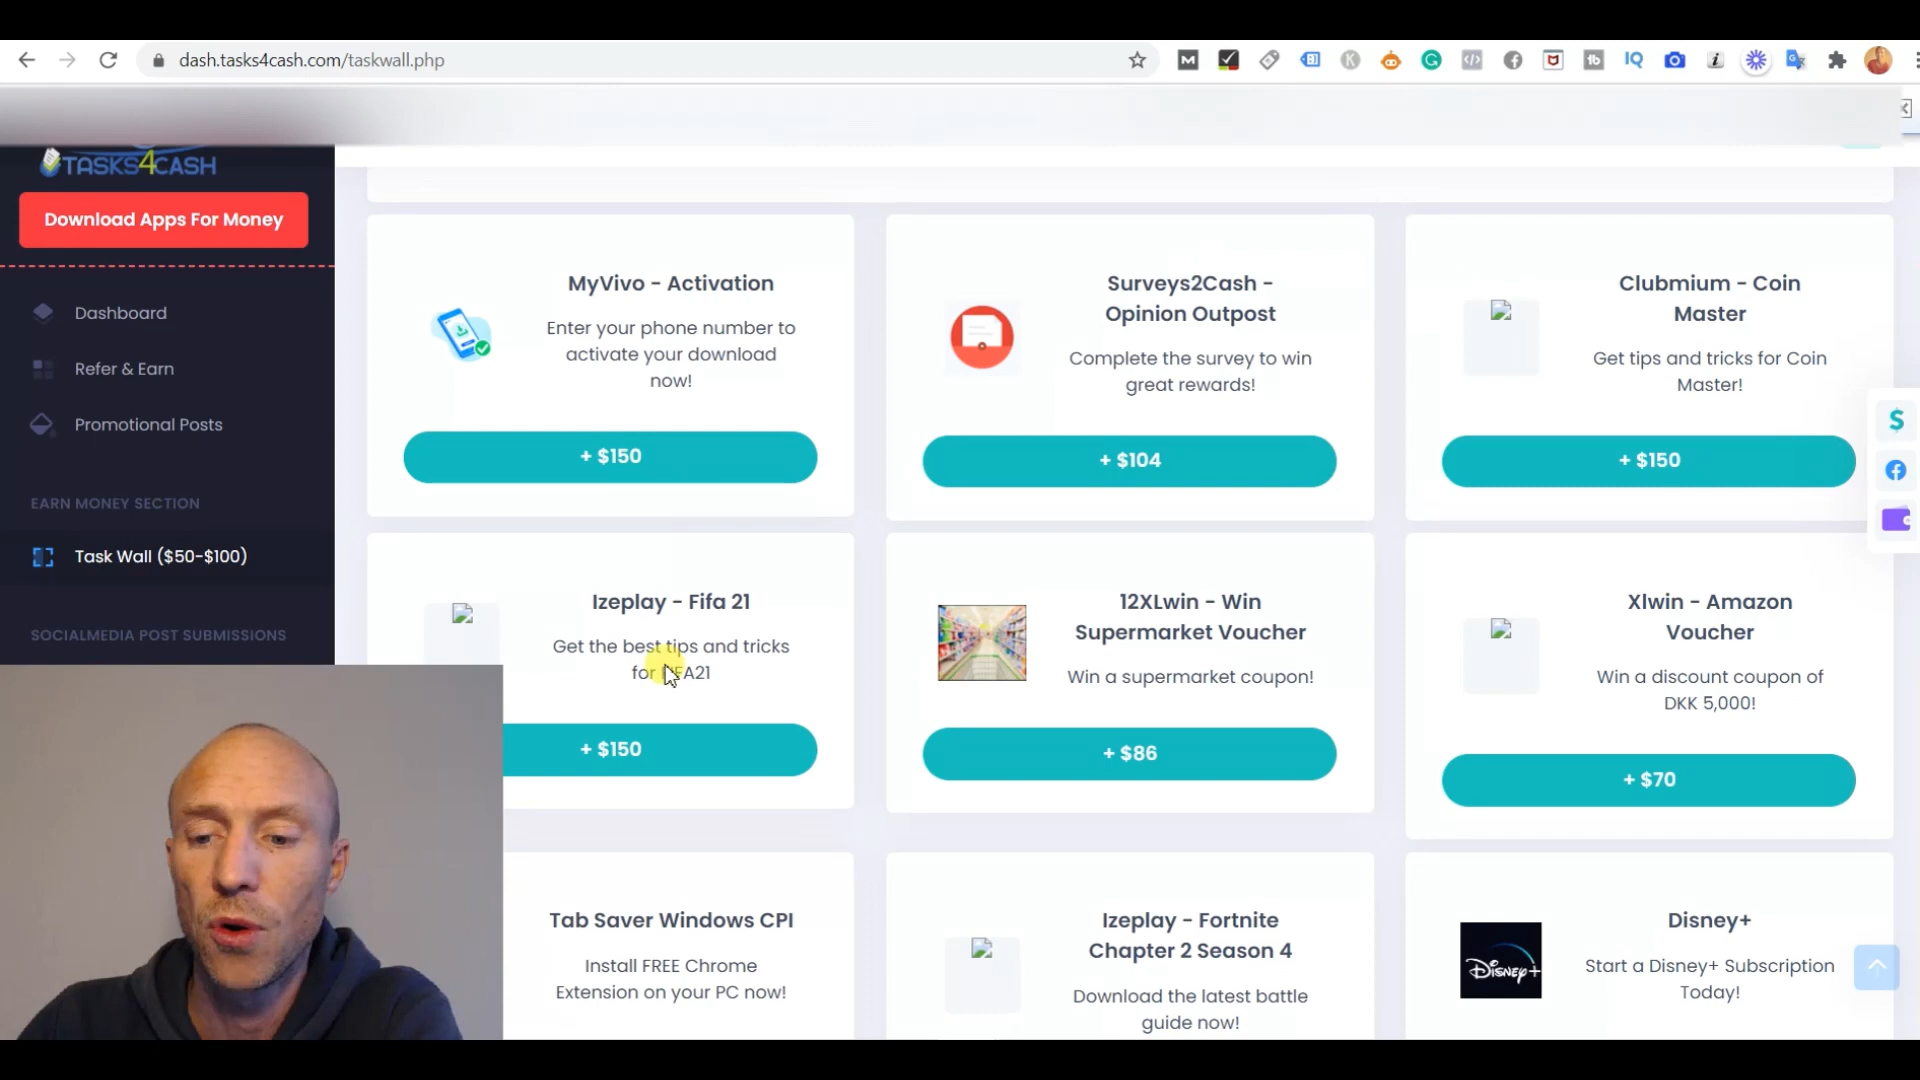 dash.tasks4cash.com/taskwall.php
TASKS4CASH
Download Apps For Money
Dashboard
Refer & Earn
Promotional Posts
EARN MONEY SECTION
Task Wall ($50-$100)
SOCIALMEDIA POST SUBMISSIONS
MyVivo - Activation
Enter your phone number to
activate your download
now!
+ $150
Surveys2Cash -
Opinion Outpost
Complete the survey to win
great rewards!
+ $104
Clubmium - Coin
Master
Get tips and tricks for Coin
Master!
+ $150
Izeplay - Fifa 21
Get the best tips and tricks
for FIFA21
+ $150
12XLwin - Win
Supermarket Voucher
Win a supermarket coupon!
+ $86
Xlwin - Amazon
Voucher
Win a discount coupon of
DKK 5,000!
+ $70
Tab Saver Windows CPI
Install FREE Chrome
Extension on your PC now!
Izeplay - Fortnite
Chapter 2 Season 4
Download the latest battle
guide now!
Disney+
Disney+
Start a Disney+ Subscription
Today!